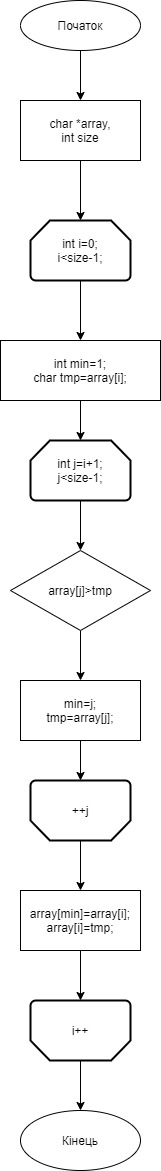 Початок
char *array,
int size
int i=0;
i<size-1;
int min=1;
char tmp=array[i];
int j=i+1;
j<size-1;
array[j]>tmp
min=j;
tmp=array[j];
++j
array[min]=array[i];
array[i]=tmp;
i++
Кінець